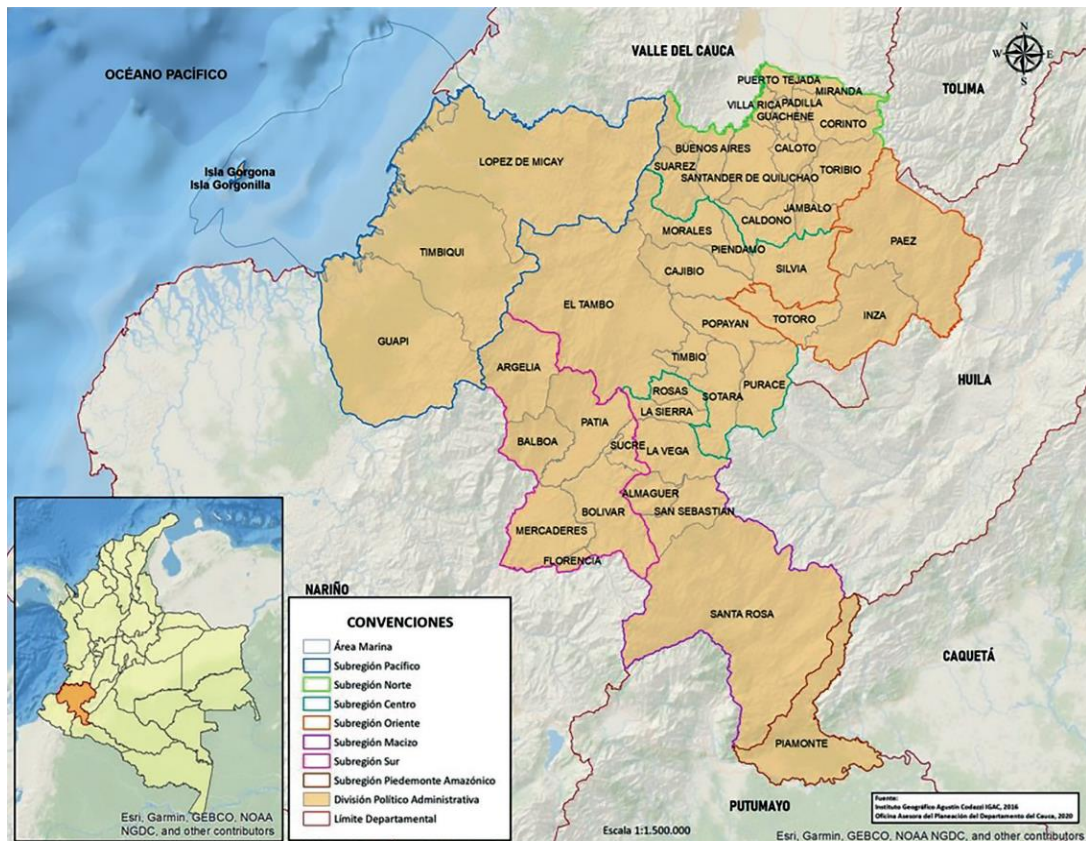 OCÉANO PACÍFICO
VALLE DEL CAUCA
N
W
E
S
TOLIMA
PUERTO TEJADA
MIRANDA
VILLA RICA
PADILLA
GUACHENE
CORINTO
Isla Gorgona
Isla Gorgonilla
LOPEZ DE MICAY
BUENOS AIRES
CALOTO
SUAREZ
TORIBIO
SANTANDER DE QUILICHAO
JAMBALO
CALDONO
MORALES
PAEZ
TIMBIQUI
PIENDAMO
CAJIBIO
SILVIA
EL TAMBO
INZA
TOTORO
POPAYAN
GUAPI
TIMBIO
ARGELIA
HUILA
PURACE
ROSAS
SOTARA
LA SIERRA
PATIA
BALBOA
SUCRE
LA VEGA
ALMAGUER
BOLIVAR
SAN SEBASTIAN
MERCADERES
FLORENCIA
NARIÑO
SANTA ROSA
CAQUETÁ
PIAMONTE
PUTUMAYO
CONVENCIONES
Área Marina
Subregión Pacífico
Subregión Norte
Subregión Centro
Subregión Oriente
Subregión Macizo
Subregión Sur
Subregión Piedemonte Amazónico
División Político Administrativa
Límite Departamental
Esri, Garmin, GEBCO, NOAA
NGDC, and other contributors
Escala 1:1.500.000
Fuente:
Instituto Geográfico Agustín Codazzi IGAC, 2016
Oficina Asesora del Planeación del Departamento del Cauca, 2020
Esri, Garmin, GEBCO, NOAA NGDC, and other contributors